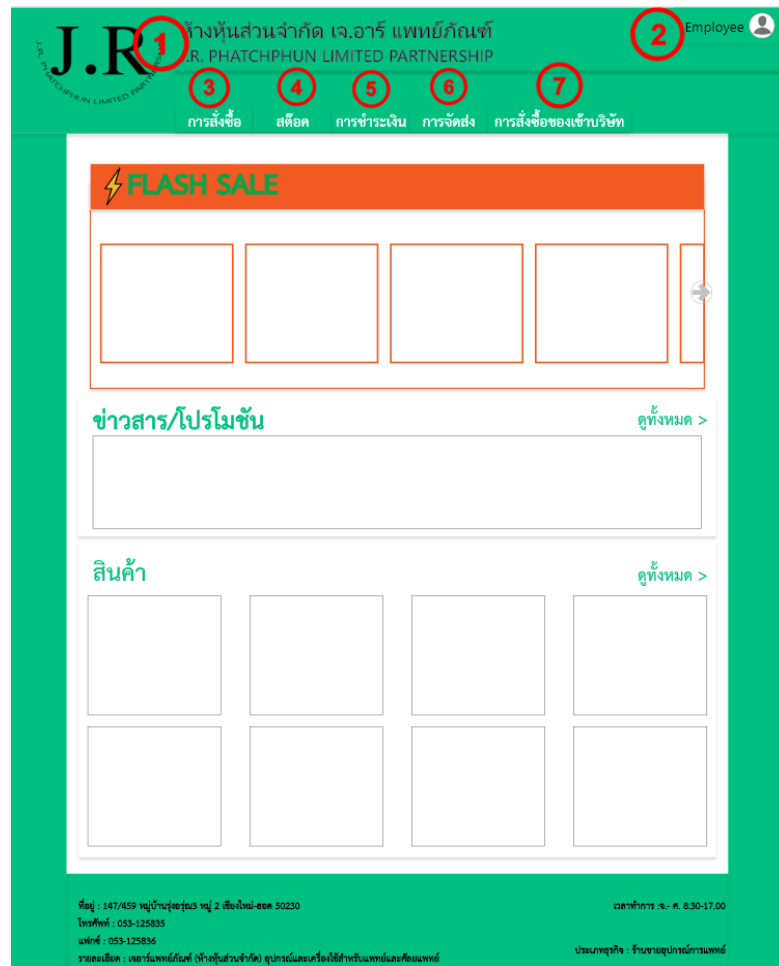 J.R
J.R. PHATCHPHUN LIMITED PARTNERSHIP
1
ห้างหุ้นส่วนจำกัด เจ.อาร์ แพทย์ภัณฑ์
J.R. PHATCHPHUN LIMITED PARTNERSHIP
2
Employee
3
4
5
6
7
การสั่งซื้อ สต๊อค การชำระเงิน การจัดส่ง การสั่งซื้อของเข้าบริษัท
FLASH SALE
ข่าวสาร/โปรโมชัน
ดูทั้งหมด >
สินค้า
ดูทั้งหมด >
ที่อยู่ : 147/459 หมู่บ้านรุ่งอรุ่ณ3 หมู่ 2 เชียงใหม่-ฮอด 50230
เวลาทำการ :จ.- ศ. 8.30-17.00
โทรศัพท์ : 053-125835
แฟกซ์ : 053-125836
รายละเอียด : เจอาร์แพทย์ภัณฑ์ (ห้างหุ้นส่วนจำกัด) อุปกรณ์และเครื่องใช้สำหรับแพทย์และศัลยแพทย์
ประเภทธุรกิจ : ร้านขายอุปกรณ์การแพทย์